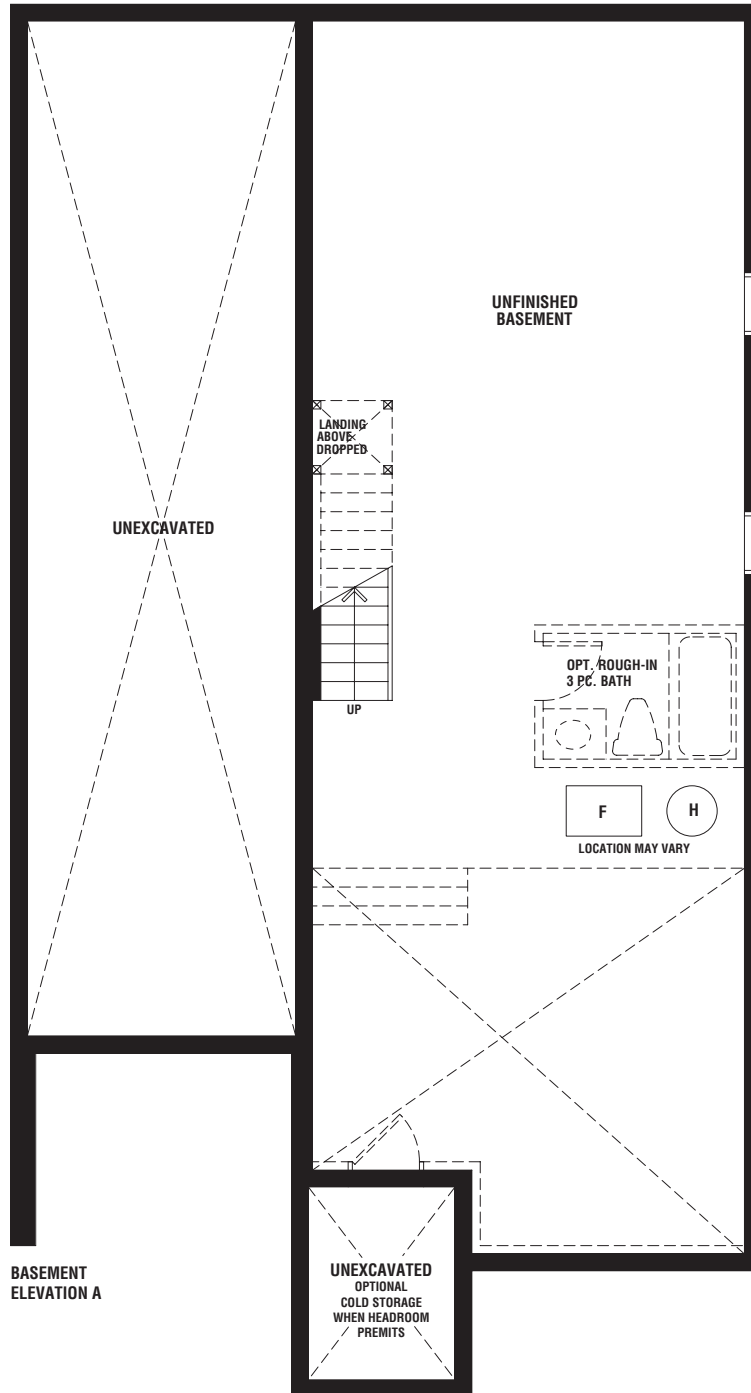 UNFINISHED
BASEMENT
LANDING
ABOVE
DROPPED
UNEXCAVATED
OPT. ROUGH-IN
3 PC. BATH
UP
F
H
LOCATION MAY VARY
BASEMENT
ELEVATION A
UNEXCAVATED
OPTIONAL
COLD STORAGE
WHEN HEADROOM
PREMITS